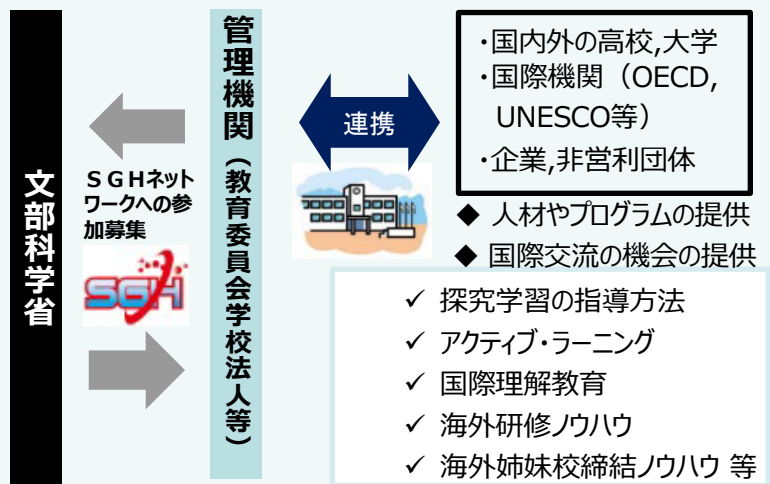 文部科学省
SGHネット
ワークへの参
加募集
SGH
管理機関（教育委員会学校法人等）
連携
・国内外の高校,大学
・国際機関（OECD,
UNESCO等）
・企業,非営利団体
◆ 人材やプログラムの提供
◆ 国際交流の機会の提供
✓ 探究学習の指導方法
✓ アクティブ・ラーニング
✓ 国際理解教育
✓ 海外研修ノウハウ
✓ 海外姉妹校締結ノウハウ 等